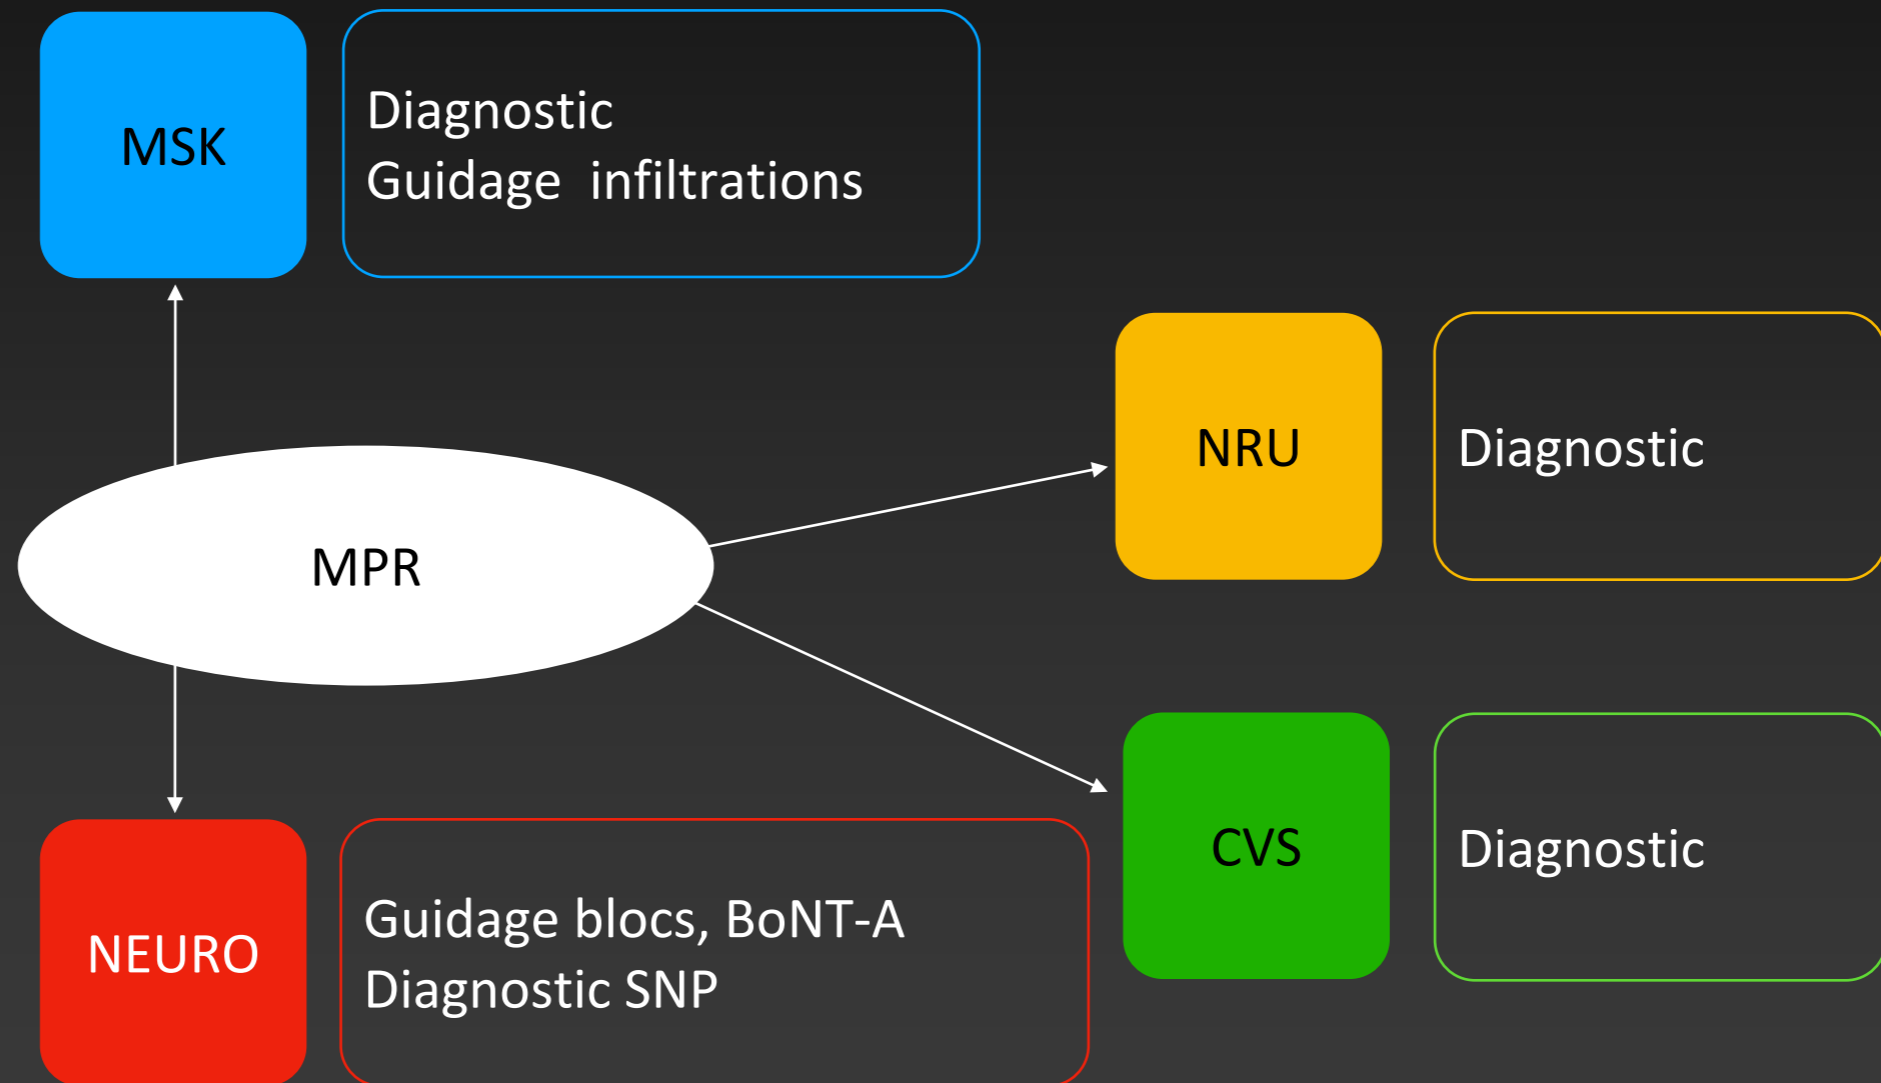 MSK
Diagnostic
Guidage  infiltrations
NRU
Diagnostic
MPR
CVS
Diagnostic
NEURO
Guidage blocs, BoNT-A
Diagnostic SNP